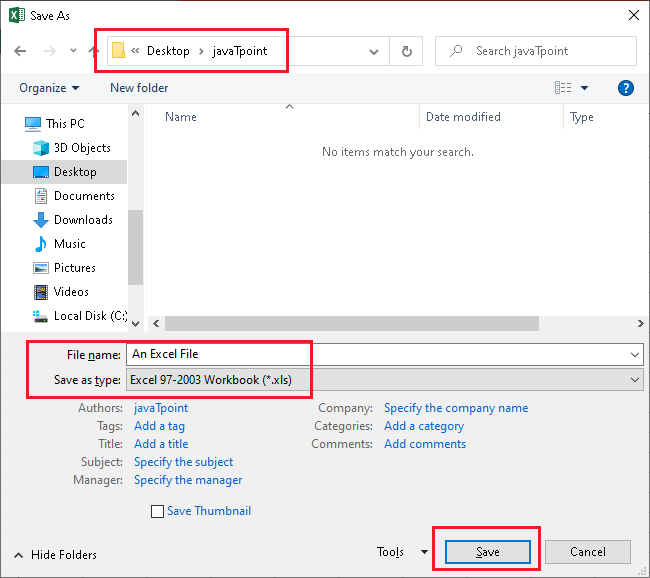 Save As
« Desktop › javaTpoint
Search javaTpoint
Organize
New folder
?
Name
Date modified
Type
No items match your search.
This PC
3D Objects
Desktop
Documents
Downloads
Music
Pictures
Videos
Local Disk (C:)
File name: An Excel File
Save as type: Excel 97-2003 Workbook (*.xls)
Authors: javaTpoint
Tags: Add a tag
Title: Add a title
Subject: Specify the subject
Manager: Specify the manager
Company: Specify the company name
Categories: Add a category
Comments: Add comments
Save Thumbnail
Hide Folders
Tools
Save
Cancel